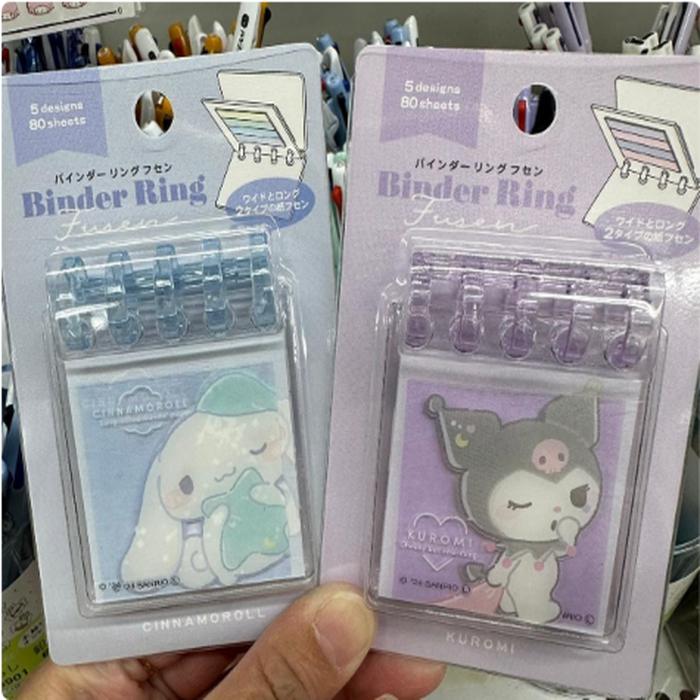 5 designs
80 sheets
バインダーリングフセン
Binder Ring
Fusen
ワイドとロング
2タイプの紙フセン
CINNAMOROLL
© '24 SANRIO Ⓛ
CINNAMOROLL
5 designs
80 sheets
バインダーリングフセン
Binder Ring
Fusen
ワイドとロング
2タイプの紙フセン
KUROMI
KUROMI